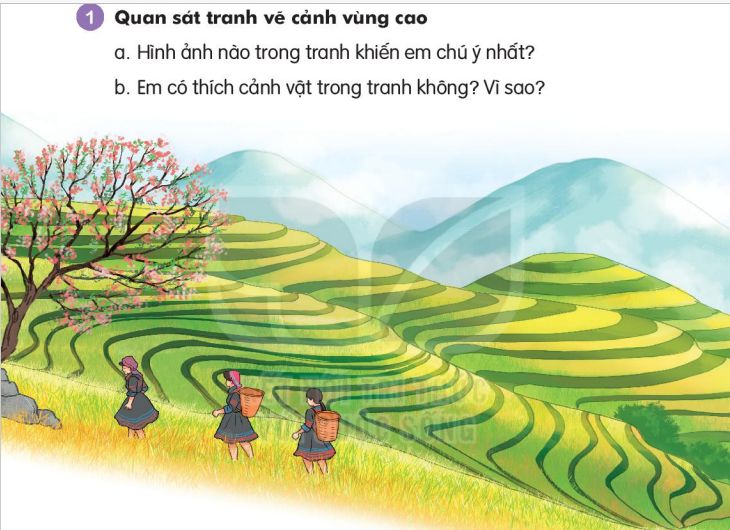 1 Quan sát tranh vẽ cảnh vùng cao
a. Hình ảnh nào trong tranh khiến em chú ý nhất?
b. Em có thích cảnh vật trong tranh không? Vì sao?